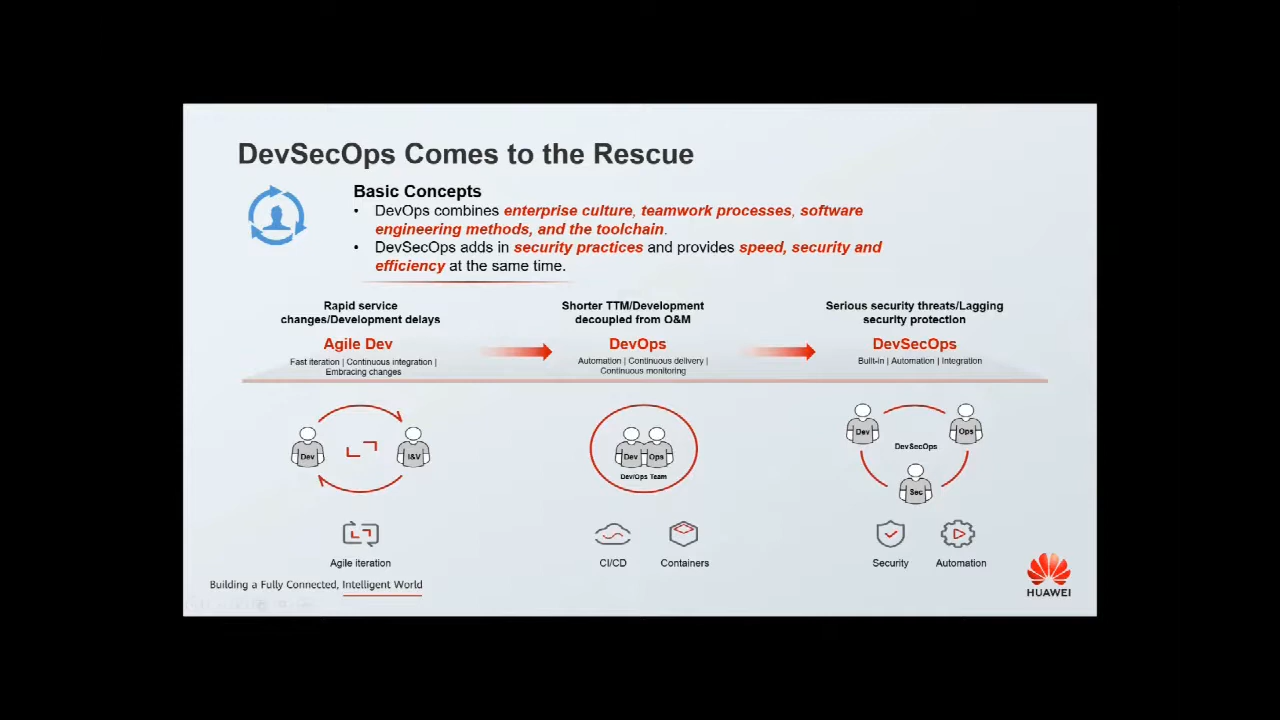 DevSecOps Comes to the Rescue
Basic Concepts
• DevOps combines enterprise culture, teamwork processes, software
engineering methods, and the toolchain.
• DevSecOps adds in security practices and provides speed, security and
efficiency at the same time.
Rapid service
changes/Development delays
Agile Dev
Fast iteration | Continuous integration |
Embracing changes
Shorter TTM/Development
decoupled from O&M
DevOps
Automation | Continuous delivery |
Continuous monitoring
Serious security threats/Lagging
security protection
DevSecOps
Built-in | Automation | Integration
Dev
I&V
Dev
Ops
Dev/Ops Team
Dev
Ops
DevSecOps
Sec
Agile iteration
CI/CD
Containers
Security
Automation
Building a Fully Connected, Intelligent World
HUAWEI